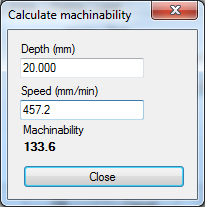 Calculate machinability
Depth (mm)
20.000
Speed (mm/min)
457.2
Machinability
133.6
Close